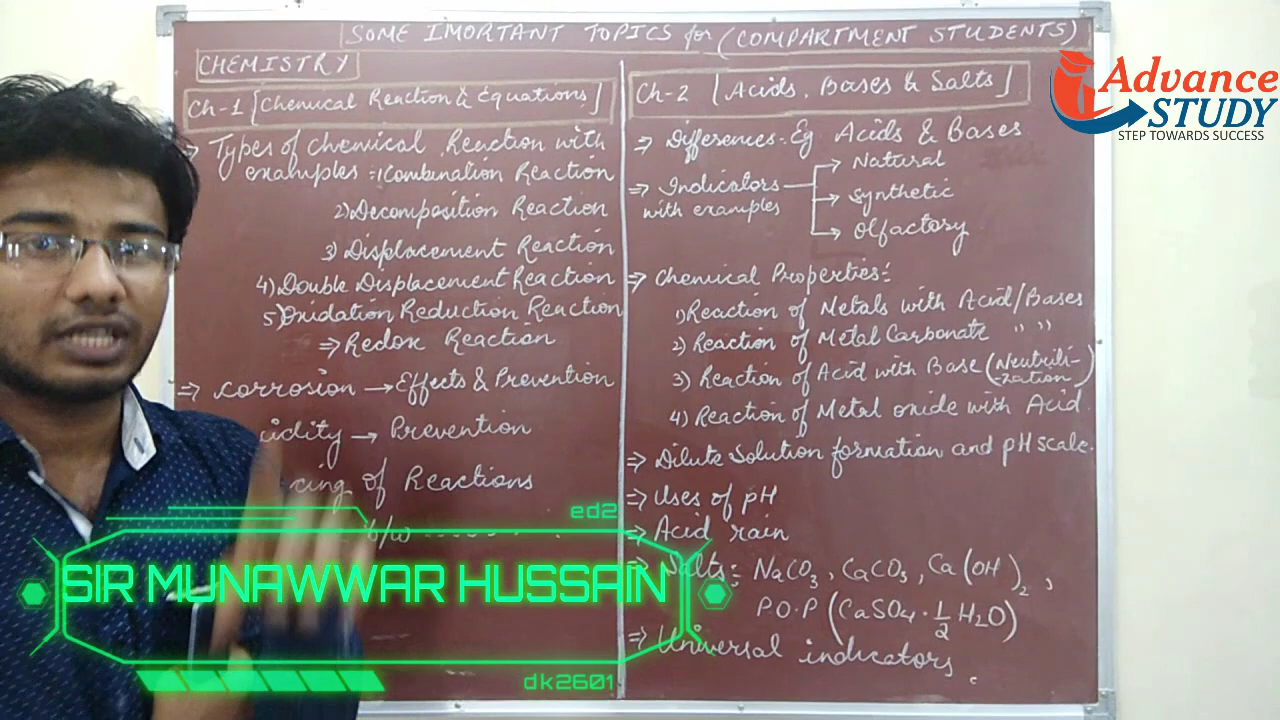 SOME IMORTANT TOPICS for (COMPARTMENT STUDENTS)
CHEMISTRY
Ch-1 [Chemical Reaction & Equations]
⇒ Types of chemical Reaction with
examples :- 1) Combination Reaction
2) Decomposition Reaction
3) Displacement Reaction
4) Double Displacement Reaction
5) Oxidation Reduction Reaction
⇒ Redox Reaction
⇒ Corrosion → Effects & Prevention
cidity → Prevention
cing of Reactions
b/w
Ch-2 [Acids, Bases & Salts]
⇒ Differences :- Eg Acids & Bases
⇒ Indicators → Natural
with examples → Synthetic
→ Olfactory
⇒ Chemical Properties :-
1) Reaction of Metals with Acid/Bases
2) Reaction of Metal Carbonate " "
3) Reaction of Acid with Base (Neutrili-
-zation)
4) Reaction of Metal oxide with Acid
⇒ Dilute Solution formation and pH scale.
⇒ Uses of pH
⇒ Acid rain
⇒ Salts :- NaCO3, CaCO3, Ca(OH)2,
P.O.P (CaSO4 · 1/2 H2O)
⇒ Universal indicators
Advance
STUDY
STEP TOWARDS SUCCESS
ed2
SIR MUNAWWAR HUSSAIN
dk2601